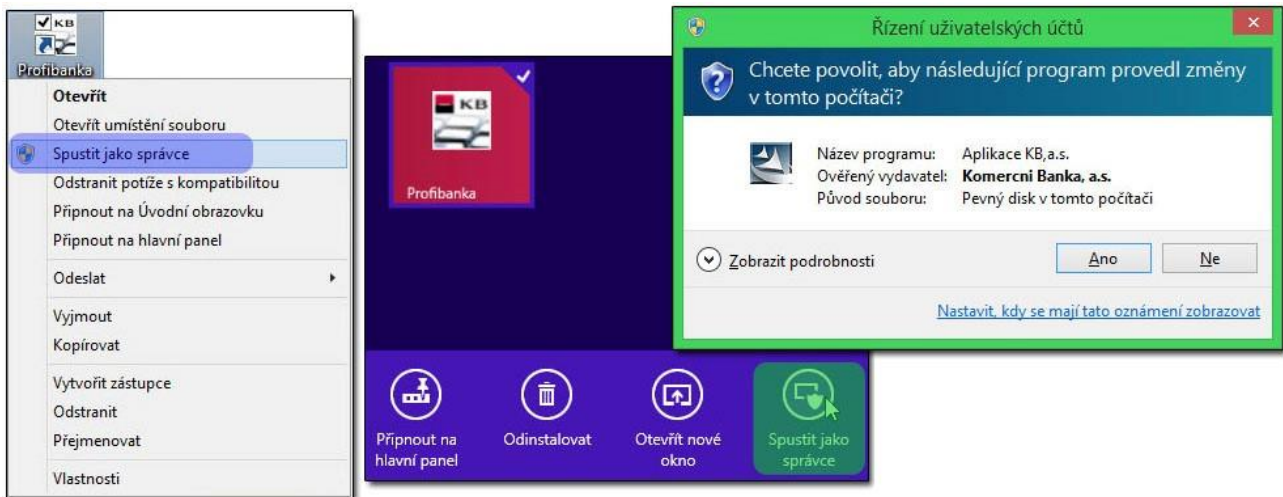 KB
Profibanka
Otevřít
Otevřít umístění souboru
Spustit jako správce
Odstranit potíže s kompatibilitou
Připnout na Úvodní obrazovku
Připnout na hlavní panel
Odeslat
Vyjmout
Kopírovat
Vytvořit zástupce
Odstranit
Přejmenovat
Vlastnosti
KB
Profibanka
Připnout na
hlavní panel
Odinstalovat
Otevřít nové
okno
Spustit jako
správce
Řízení uživatelských účtů
Chcete povolit, aby následující program provedl změny
v tomto počítači?
Název programu: Aplikace KB,a.s.
Ověřený vydavatel: Komercni Banka, a.s.
Původ souboru: Pevný disk v tomto počítači
Zobrazit podrobnosti Ano Ne
Nastavit, kdy se mají tato oznámení zobrazovat